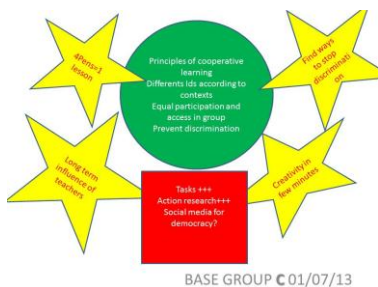 4Pens=1
lesson
Principles of cooperative
learning
Differents Ids according to
contexts
Equal participation and
access in group
Prevent discrimination
Find ways
to stop
discriminati
on
Long term
influence of
teachers
Tasks +++
Action research+++
Social media for
democracy?
Creativity in
few minutes
BASE GROUP C 01/07/13